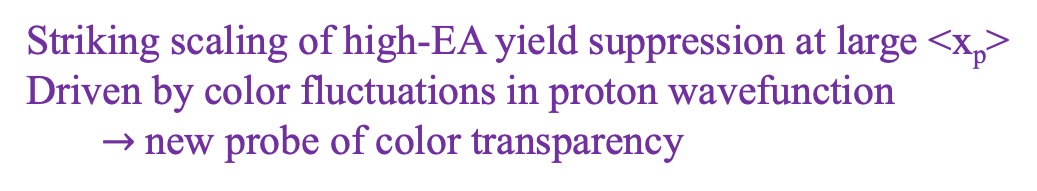 Striking scaling of high-EA yield suppression at large <xₚ>
Driven by color fluctuations in proton wavefunction
→ new probe of color transparency